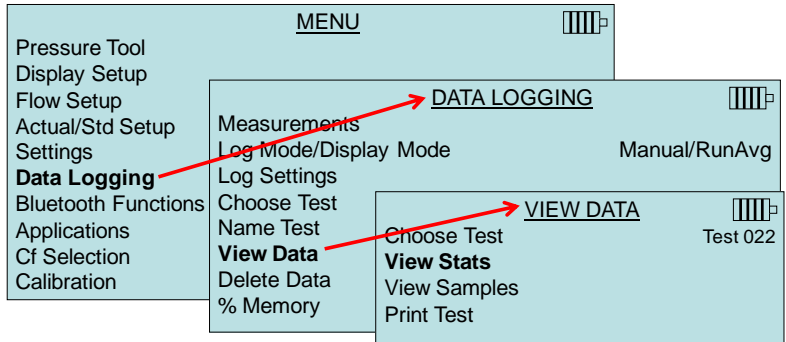 MENU
Pressure Tool
Display Setup
Flow Setup
Actual/Std Setup
Settings
Data Logging
Bluetooth Functions
Applications
Cf Selection
Calibration
DATA LOGGING
Measurements
Log Mode/Display Mode Manual/RunAvg
Log Settings
Choose Test
Name Test
View Data
Delete Data
% Memory
VIEW DATA
Choose Test Test 022
View Stats
View Samples
Print Test